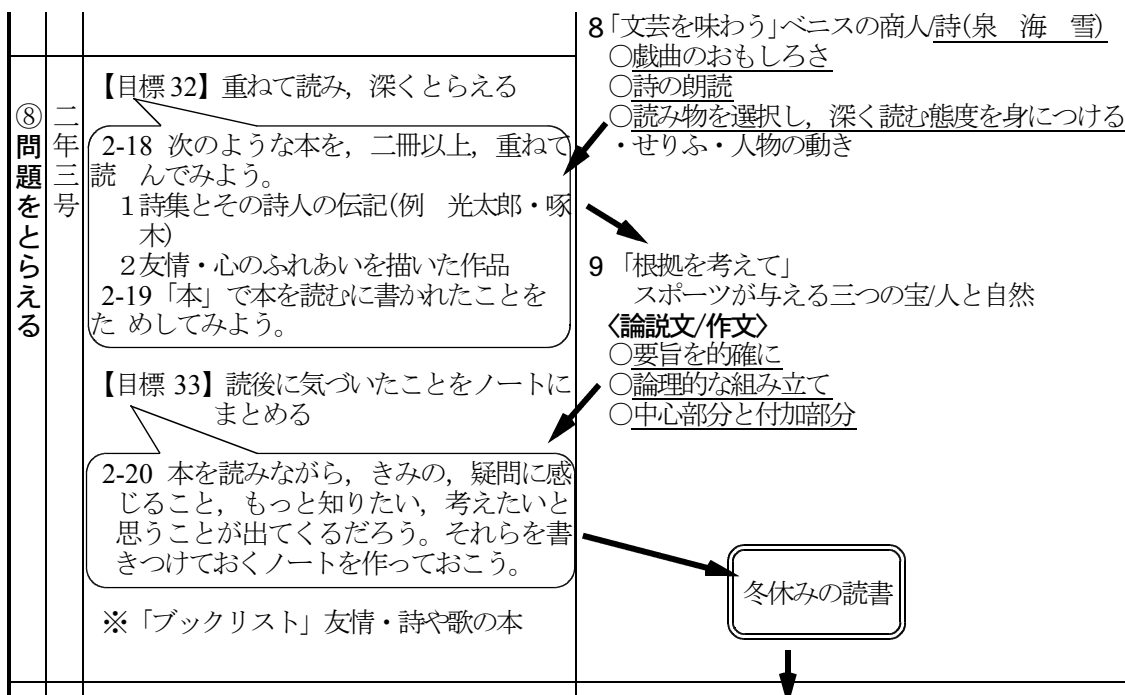 ⑧問題をとらえる
二年三号
【目標32】重ねて読み，深くとらえる
2-18 次のような本を，二冊以上，重ねて
読　んでみよう。
1詩集とその詩人の伝記(例　光太郎・啄
木)
2友情・心のふれあいを描いた作品
2-19「本」で本を読むに書かれたことを
た めしてみよう。
【目標33】読後に気づいたことをノートに
まとめる
2-20 本を読みながら，きみの，疑問に感
じること，もっと知りたい，考えたいと
思うことが出てくるだろう。それらを書
きつけておくノートを作っておこう。
※「ブックリスト」友情・詩や歌の本
8「文芸を味わう」ベニスの商人/詩(泉　海　雪)
○戯曲のおもしろさ
○詩の朗読
○読み物を選択し，深く読む態度を身につける
・せりふ・人物の動き
9 「根拠を考えて」
スポーツが与える三つの宝/人と自然
〈論説文/作文〉
○要旨を的確に
○論理的な組み立て
○中心部分と付加部分
冬休みの読書